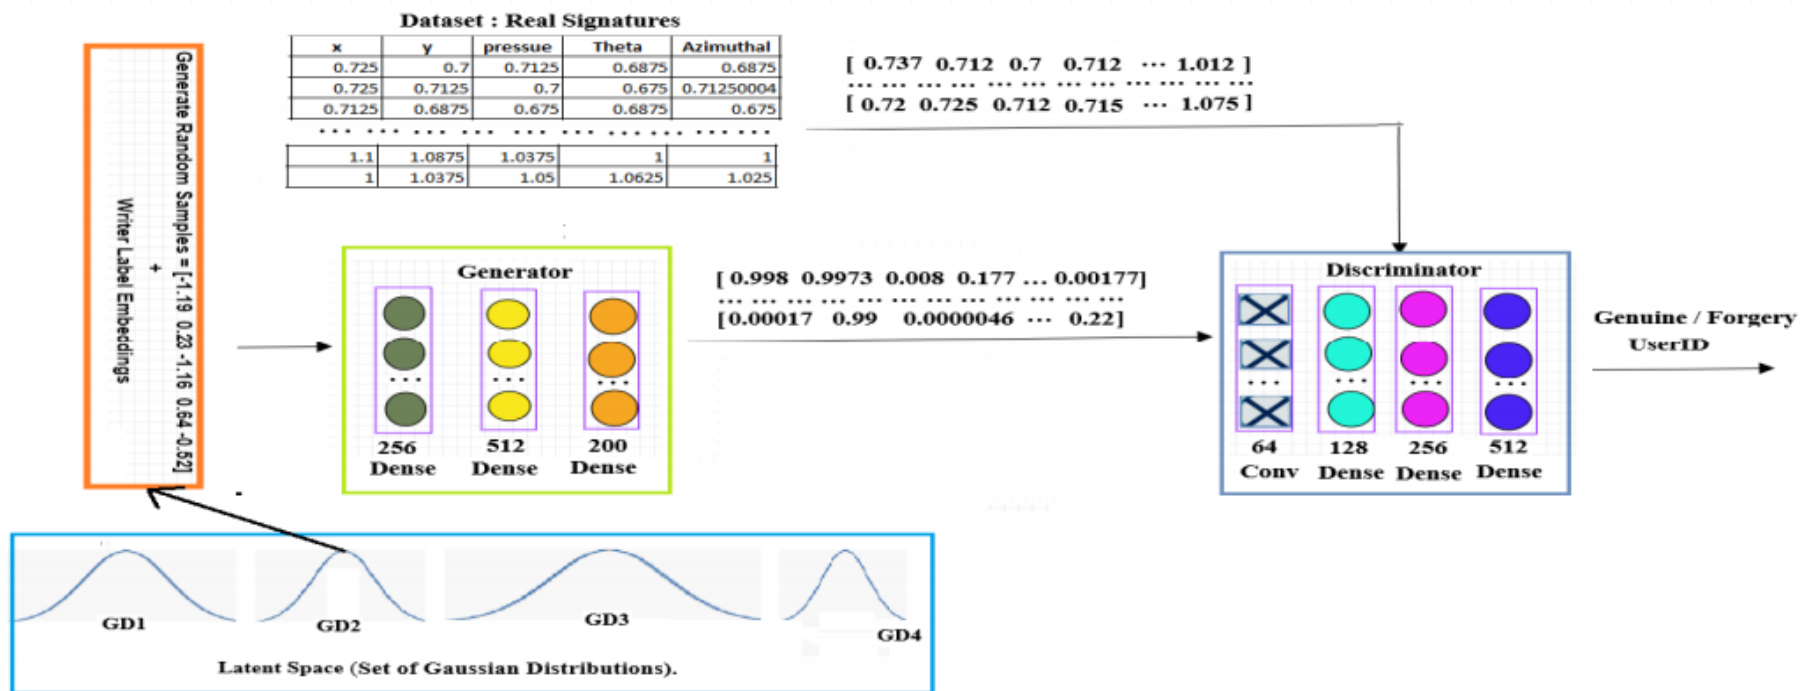 Dataset : Real Signatures
x y pressue Theta Azimuthal
0.725 0.7 0.7125 0.6875 0.6875
0.725 0.7125 0.7 0.675 0.71250004
0.7125 0.6875 0.675 0.6875 0.675
... ... ... ... ... ... ... ... ... ...
1.1 1.0875 1.0375 1 1
1 1.0375 1.05 1.0625 1.025
[ 0.737 0.712 0.7 0.712 ... 1.012 ]
... ... ... ... ... ... ... ... ... ...
[ 0.72 0.725 0.712 0.715 ... 1.075 ]
Generate Random Samples = [-1.19 0.23 -1.16 0.64 -0.52]
+
Writer Label Embeddings
Generator
...
...
...
256
Dense
512
Dense
200
Dense
[ 0.998 0.9973 0.008 0.177 ... 0.00177]
... ... ... ... ... ... ... ... ... ... ...
[0.00017 0.99 0.0000046 ... 0.22]
Discriminator
...
...
...
...
64
Conv
128
Dense
256
Dense
512
Dense
Genuine / Forgery
UserID
GD1
GD2
GD3
GD4
Latent Space (Set of Gaussian Distributions).